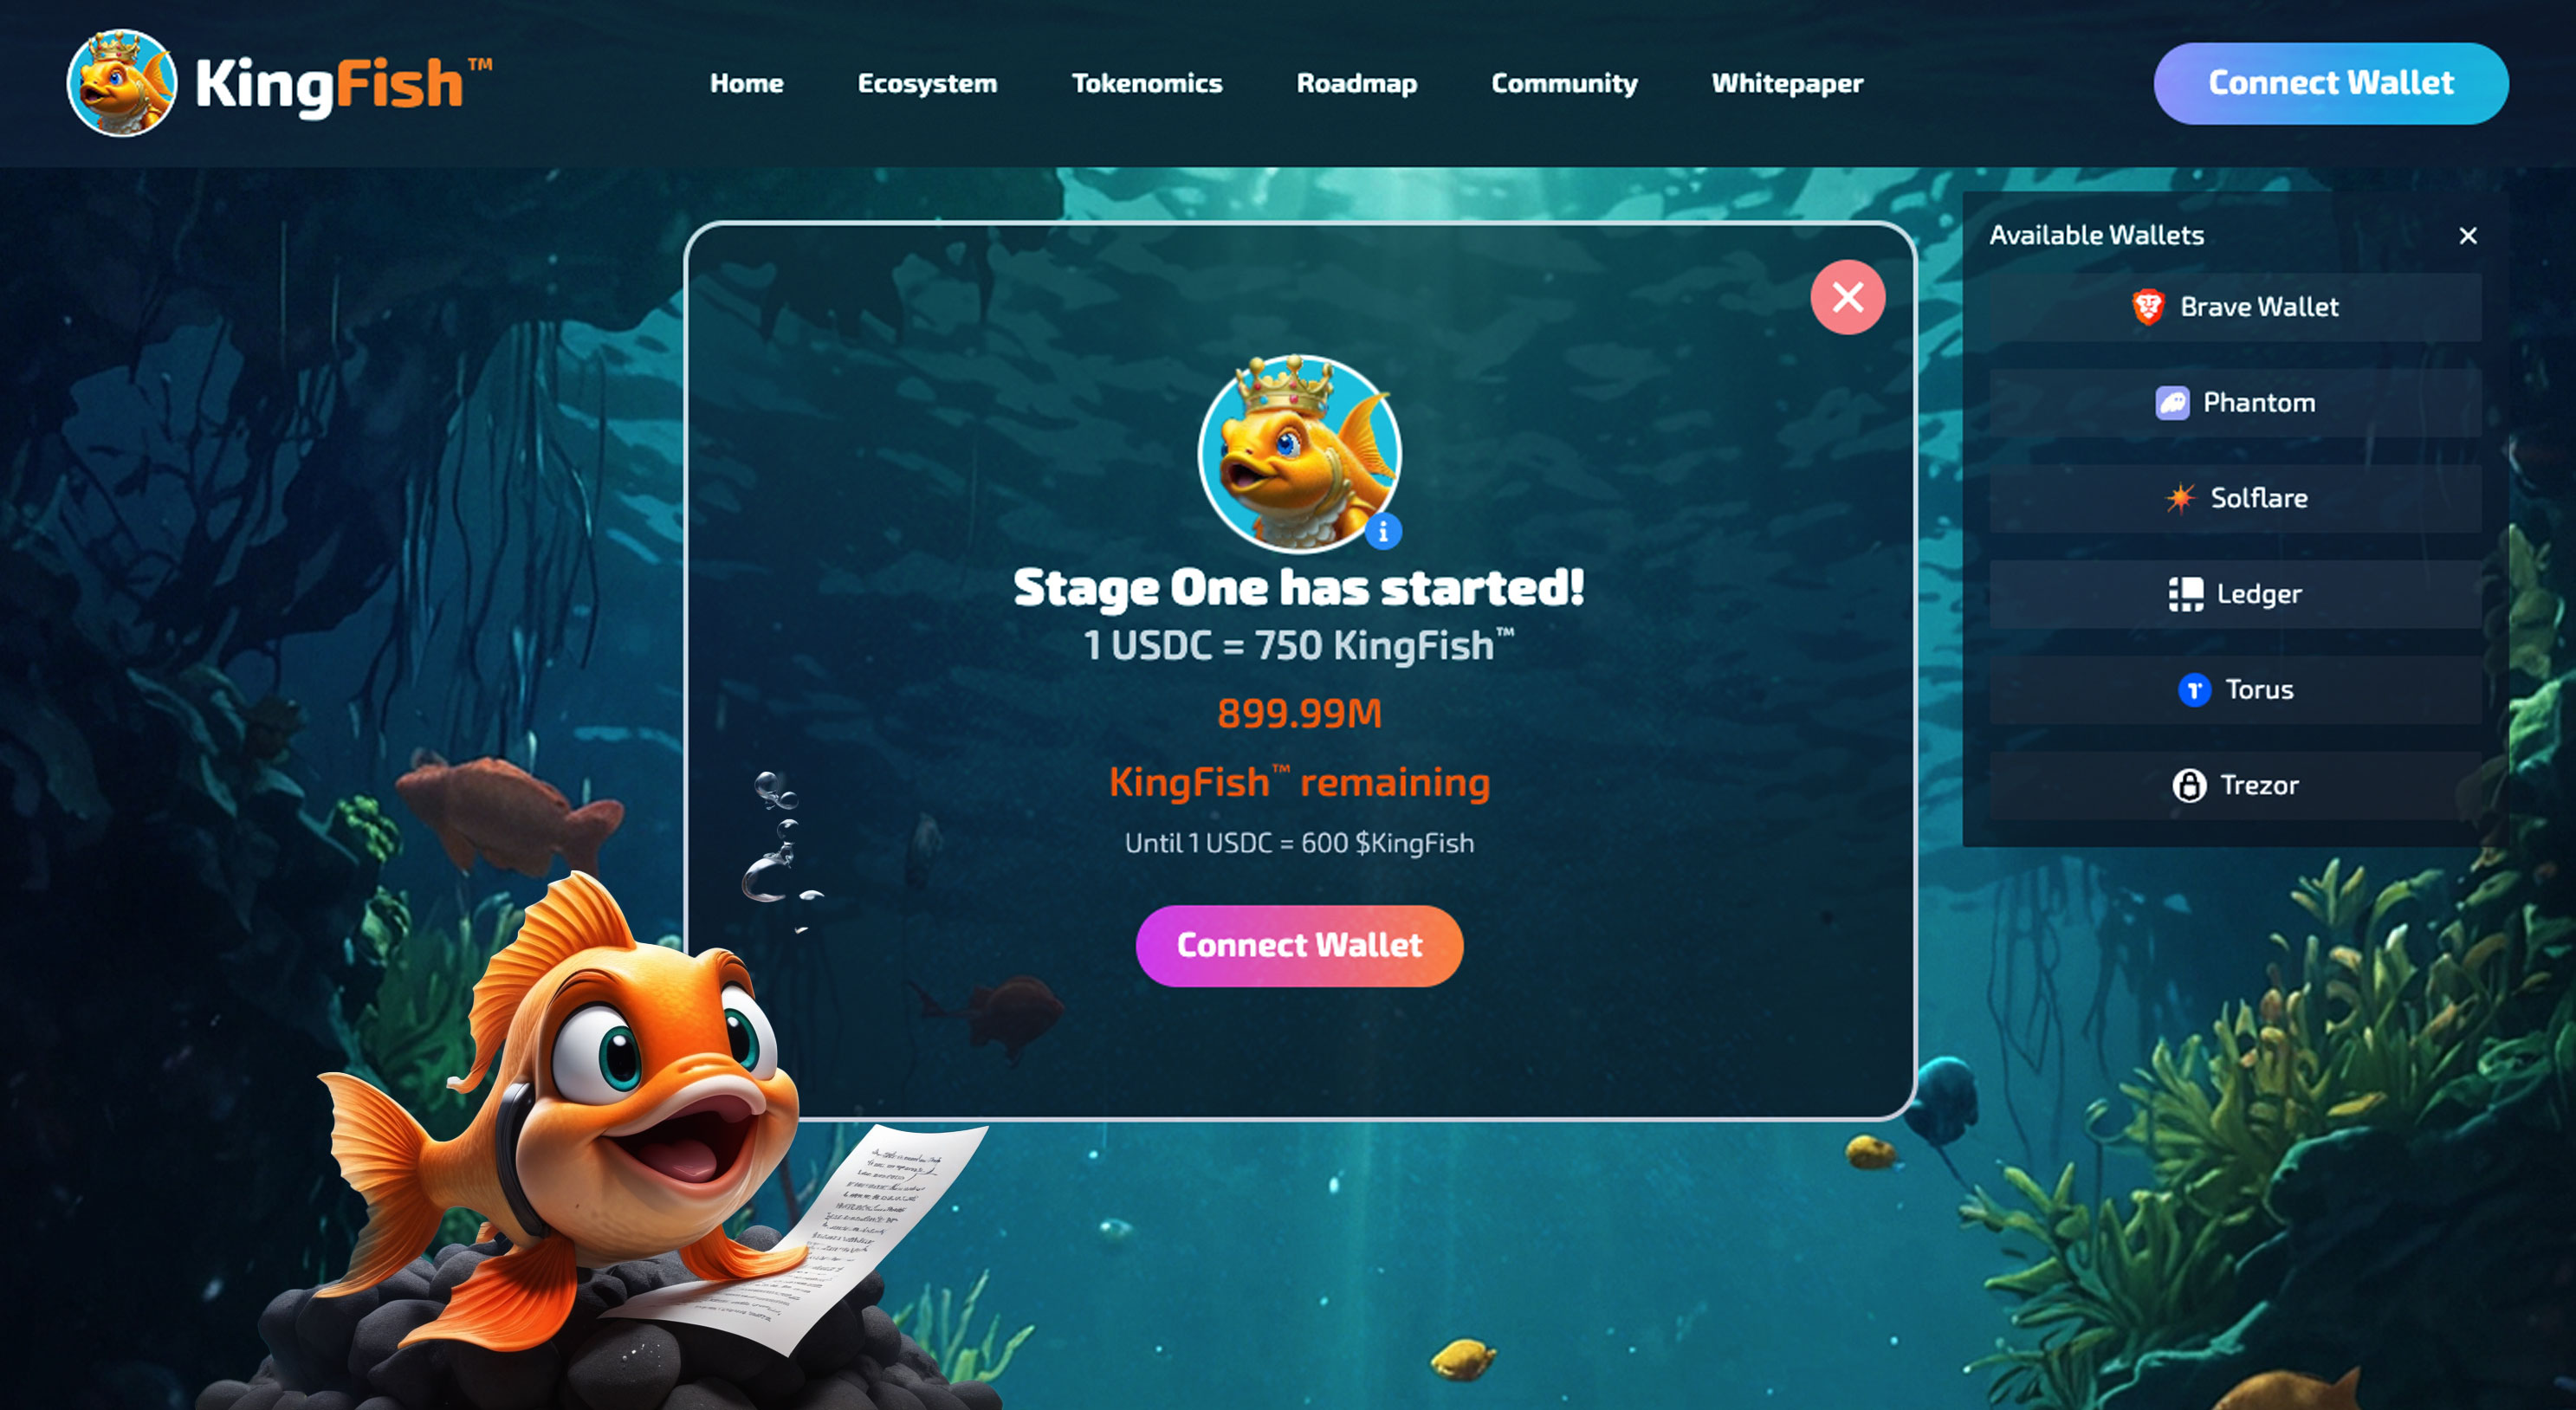 KingFish™
Home
Ecosystem
Tokenomics
Roadmap
Community
Whitepaper
Connect Wallet
Available Wallets
Brave Wallet
Phantom
Solflare
Ledger
Torus
Trezor
Stage One has started!
1 USDC = 750 KingFish™
899.99M
KingFish™ remaining
Until 1 USDC = 600 $KingFish
Connect Wallet